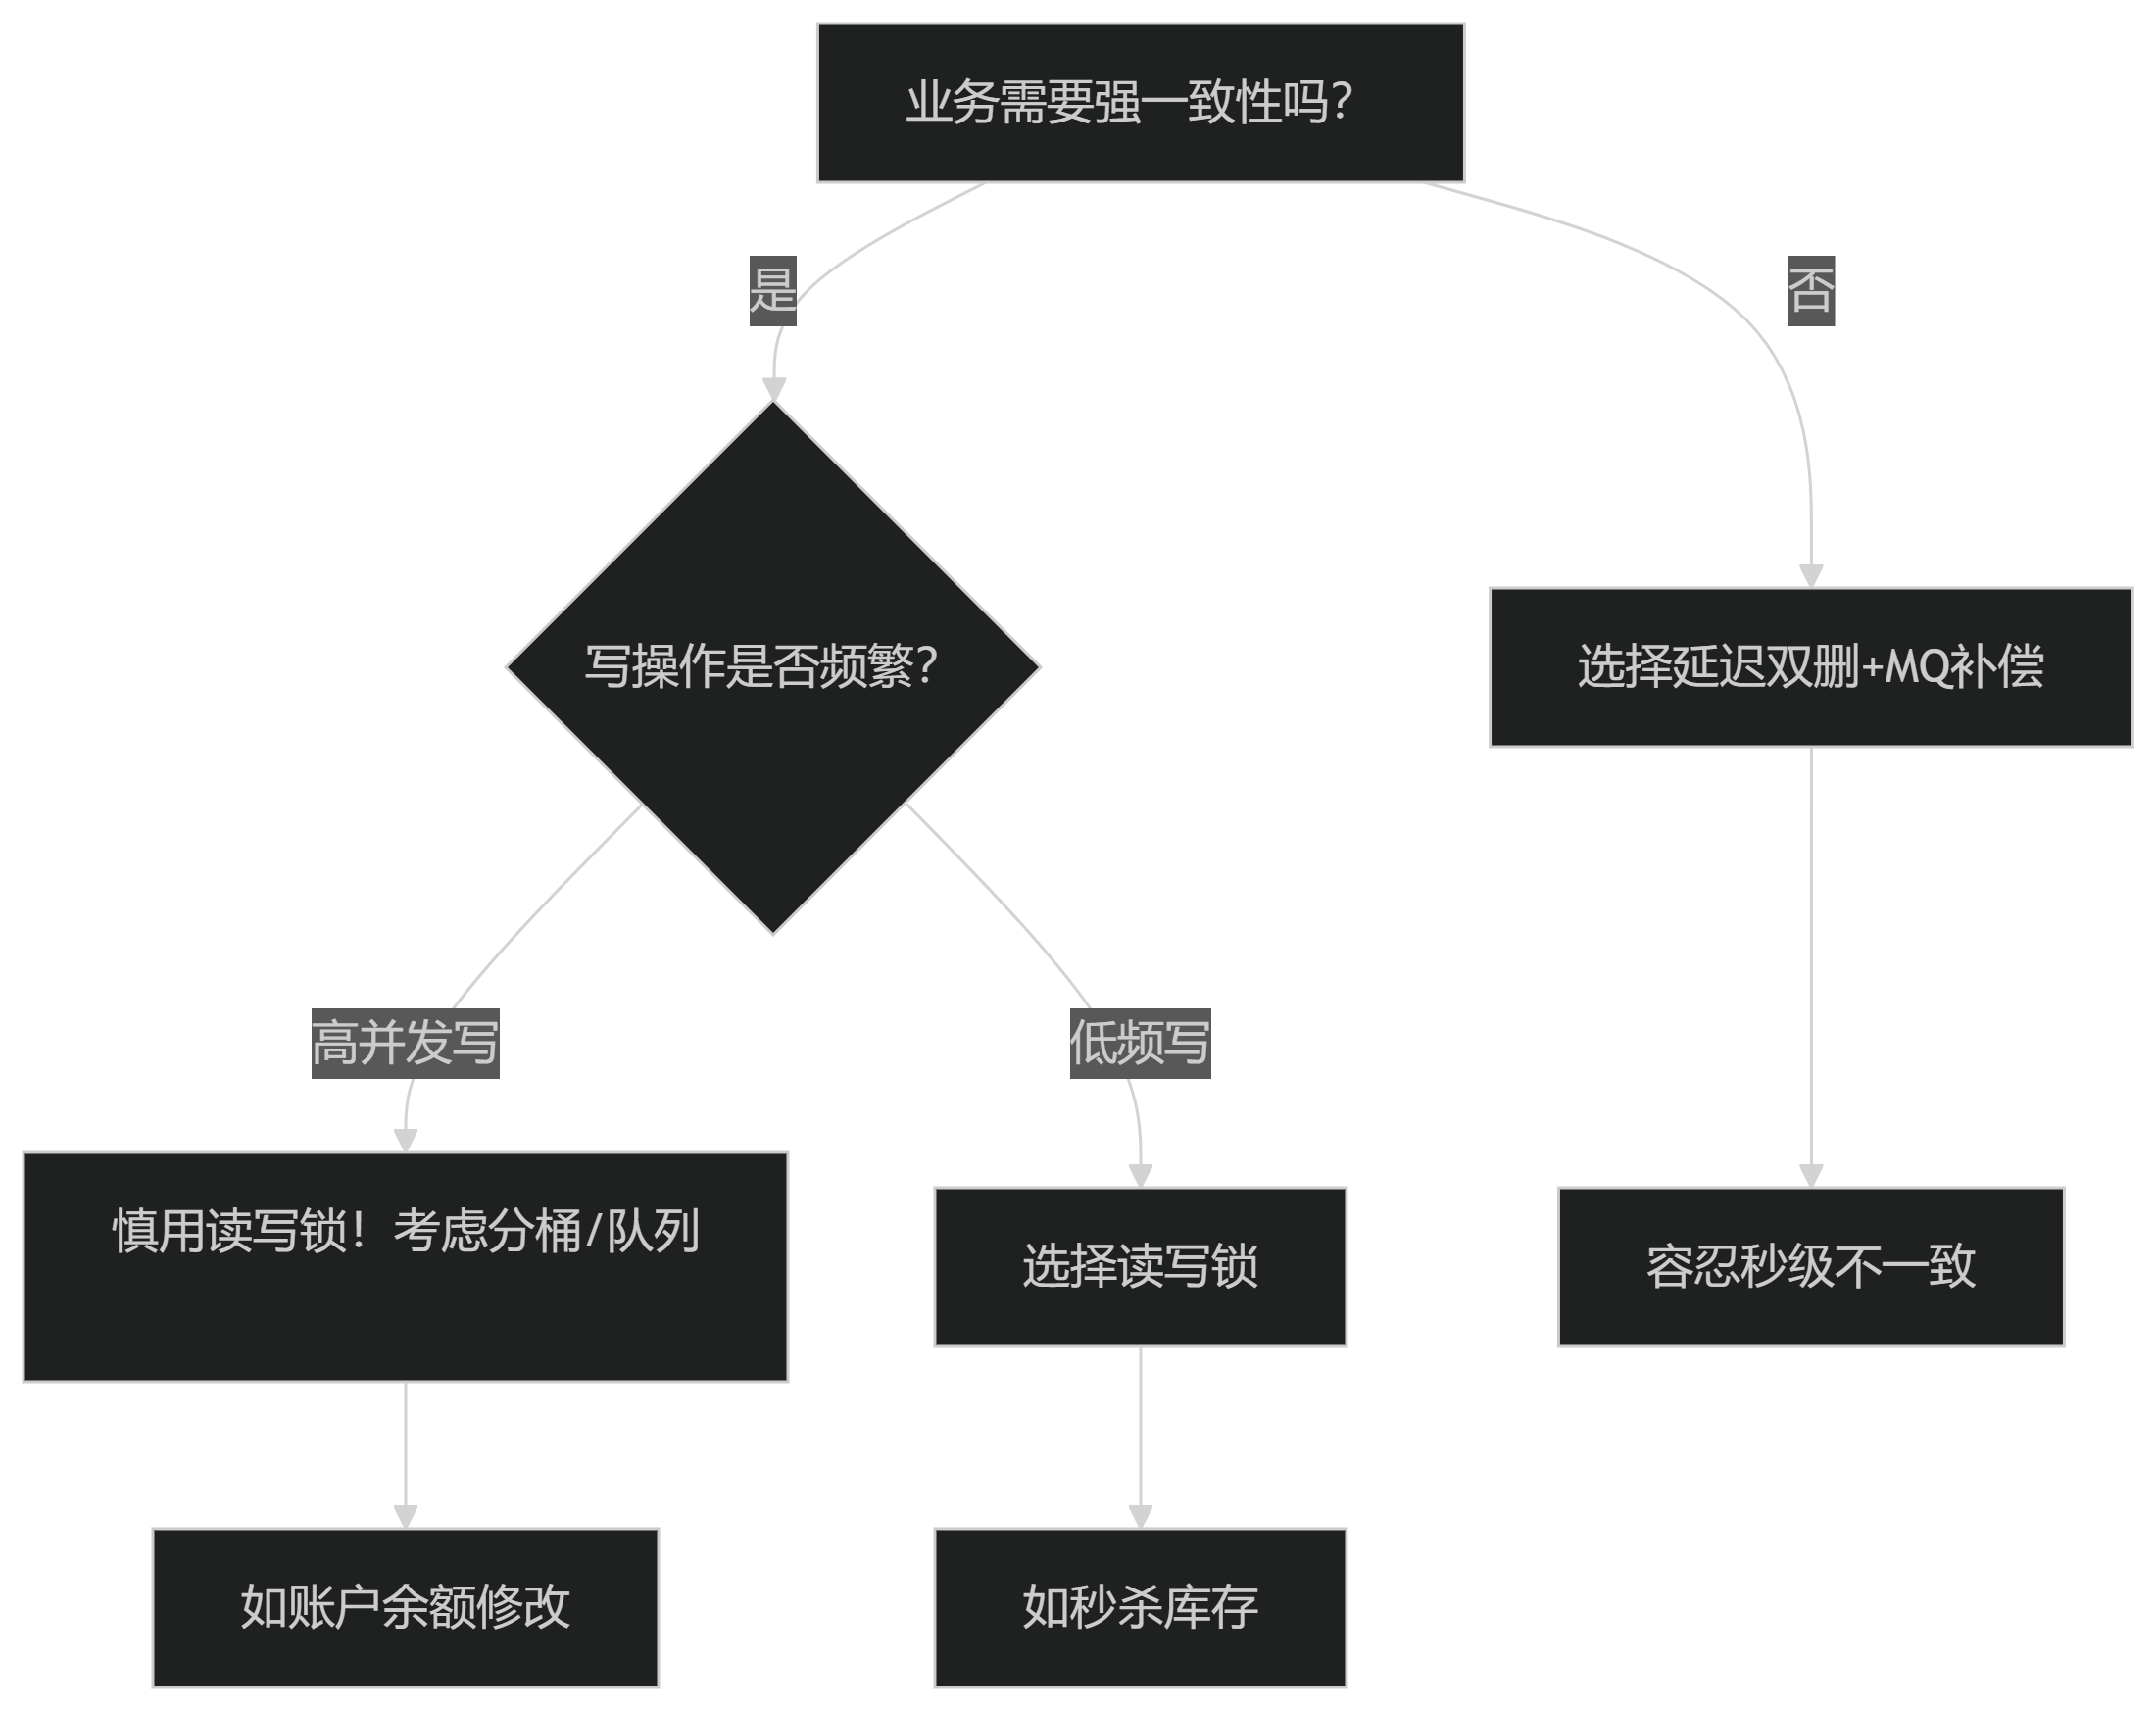 业务需要强一致性吗？
是
否
写操作是否频繁？
选择延迟双删+MQ补偿
高并发写
低频写
慎用读写锁！考虑分桶/队列
选择读写锁
容忍秒级不一致
如账户余额修改
如秒杀库存